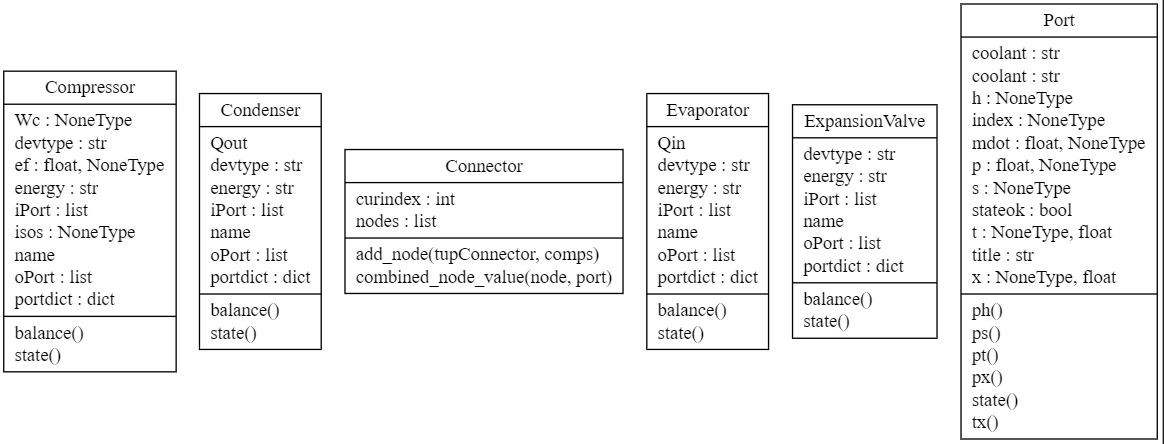 Compressor
Wc : NoneType
devtype : str
ef : float, NoneType
energy : str
iPort : list
isos : NoneType
name
oPort : list
portdict : dict
balance()
state()
Condenser
Qout
devtype : str
energy : str
iPort : list
name
oPort : list
portdict : dict
balance()
state()
Connector
curindex : int
nodes : list
add_node(tupConnector, comps)
combined_node_value(node, port)
Evaporator
Qin
devtype : str
energy : str
iPort : list
name
oPort : list
portdict : dict
balance()
state()
ExpansionValve
devtype : str
energy : str
iPort : list
name
oPort : list
portdict : dict
balance()
state()
Port
coolant : str
coolant : str
h : NoneType
index : NoneType
mdot : float, NoneType
p : float, NoneType
s : NoneType
stateok : bool
t : NoneType, float
title : str
x : NoneType, float
ph()
ps()
pt()
px()
state()
tx()